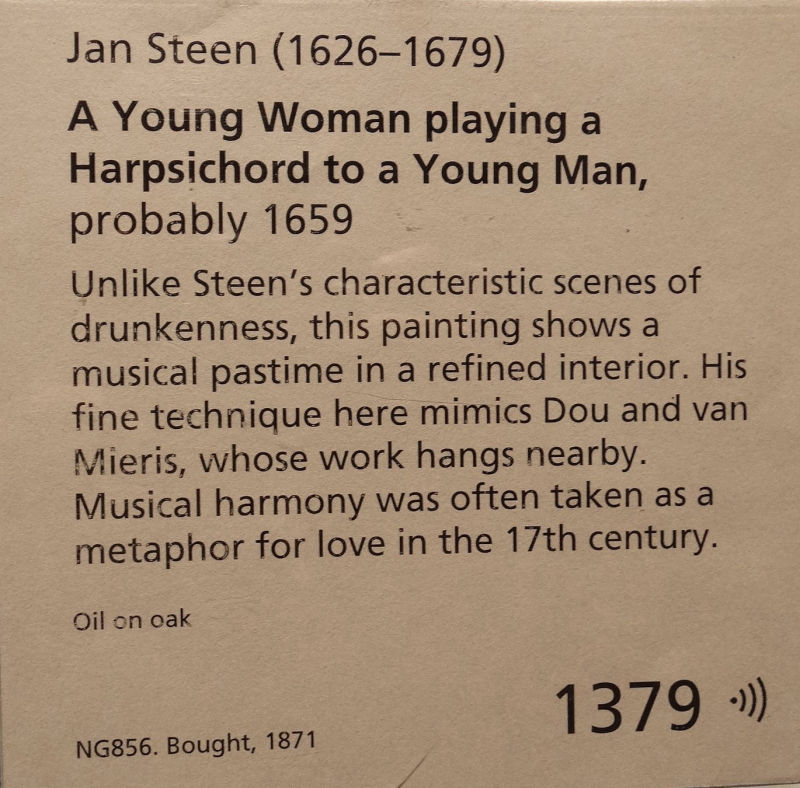 Jan Steen (1626–1679)
A Young Woman playing a
Harpsichord to a Young Man,
probably 1659
Unlike Steen's characteristic scenes of
drunkenness, this painting shows a
musical pastime in a refined interior. His
fine technique here mimics Dou and van
Mieris, whose work hangs nearby.
Musical harmony was often taken as a
metaphor for love in the 17th century.
Oil on oak
1379
NG856. Bought, 1871